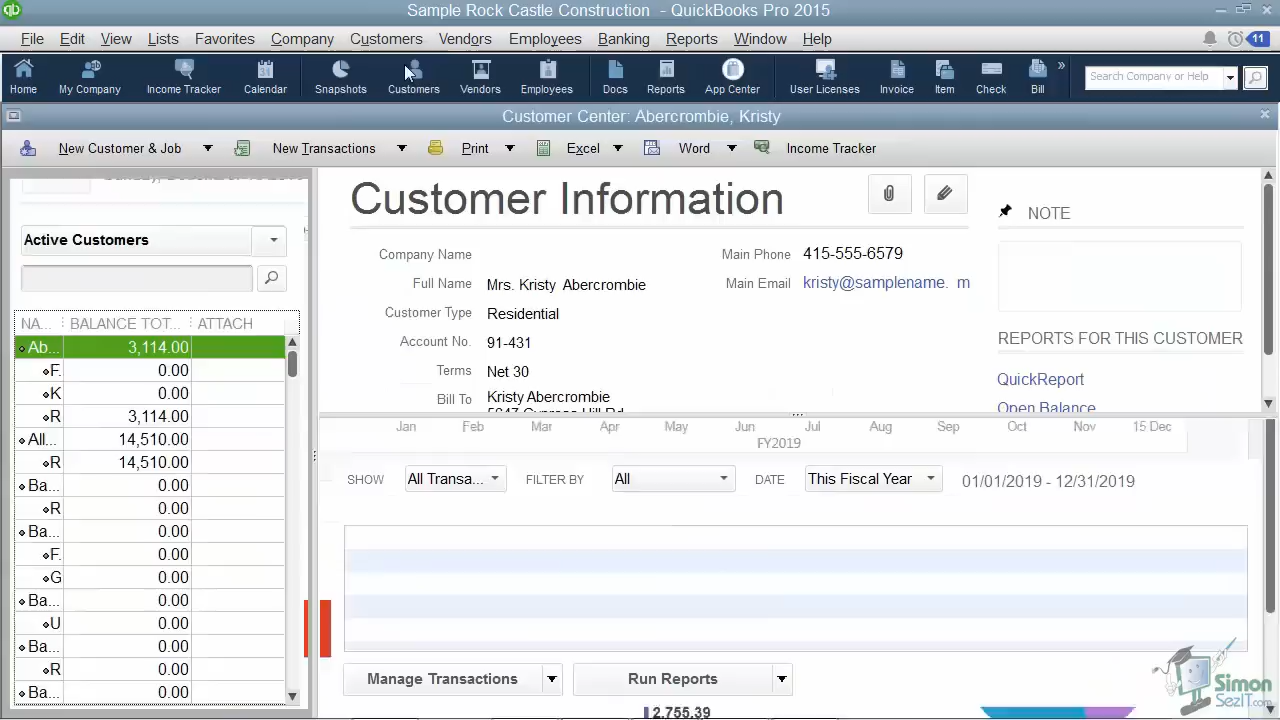 Sample Rock Castle Construction - QuickBooks Pro 2015
File Edit View Lists Favorites Company Customers Vendors Employees Banking Reports Window Help
11
Home My Company Income Tracker Calendar Snapshots Customers Vendors Employees Docs Reports App Center User Licenses Invoice Item Check Bill » Search Company or Help
Customer Center: Abercrombie, Kristy
New Customer & Job New Transactions Print Excel Word Income Tracker
Customer Information
NOTE
Active Customers
Company Name
Main Phone 415-555-6579
Full Name Mrs. Kristy Abercrombie
Main Email kristy@samplename. m
Customer Type Residential
Account No. 91-431
Terms Net 30
Bill To Kristy Abercrombie
REPORTS FOR THIS CUSTOMER
QuickReport
Open Balance
NA... BALANCE TOT... ATTACH
Ab... 3,114.00
F. 0.00
K 0.00
R 3,114.00
All... 14,510.00
R 14,510.00
Ba... 0.00
R 0.00
Ba... 0.00
F. 0.00
G 0.00
Ba... 0.00
U 0.00
Ba... 0.00
R 0.00
Ba... 0.00
Jan Feb Mar Apr May Jun Jul Aug Sep Oct Nov 15 Dec
FY2019
SHOW All Transa... FILTER BY All DATE This Fiscal Year 01/01/2019 - 12/31/2019
Manage Transactions Run Reports
2,755.39
Simon
SezIT.com